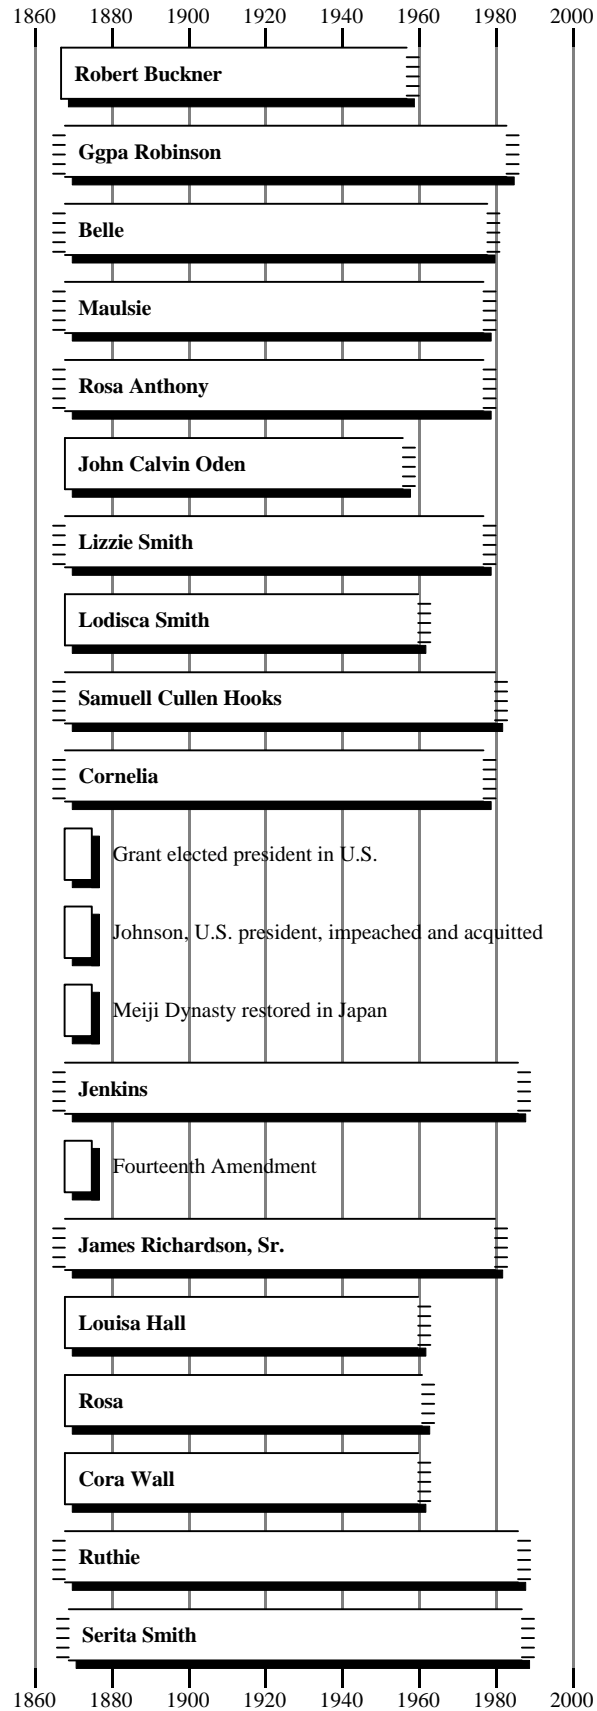 1860 1880 1900 1920 1940 1960 1980 2000
Robert Buckner
Ggpa Robinson
Belle
Maulsie
Rosa Anthony
John Calvin Oden
Lizzie Smith
Lodisca Smith
Samuell Cullen Hooks
Cornelia
Grant elected president in U.S.
Johnson, U.S. president, impeached and acquitted
Meiji Dynasty restored in Japan
Jenkins
Fourteenth Amendment
James Richardson, Sr.
Louisa Hall
Rosa
Cora Wall
Ruthie
Serita Smith
1860 1880 1900 1920 1940 1960 1980 2000